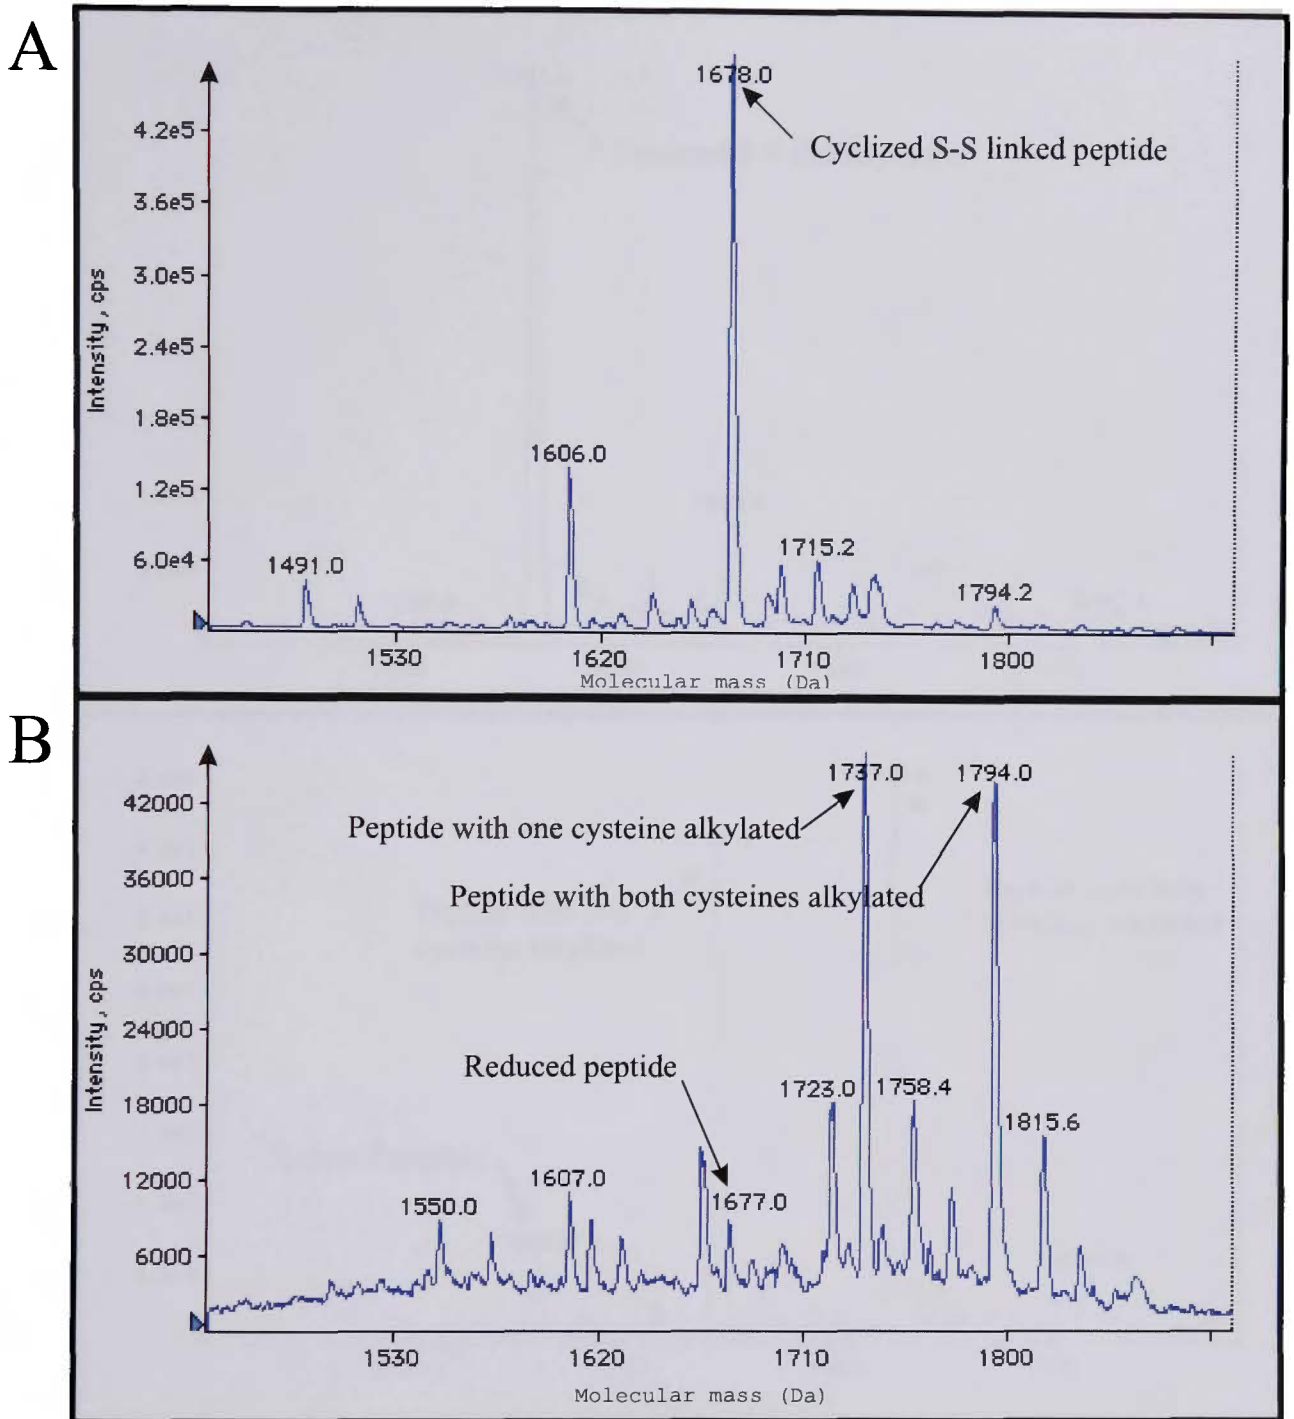 A
1678.0
Cyclized S-S linked peptide
4.2e5
3.6e5
3.0e5
2.4e5
1.8e5
1.2e5
6.0e4
Intensity, cps
1606.0
1491.0
1715.2
1794.2
1530
1620
1710
1800
Molecular mass (Da)
B
1737.0
1794.0
Peptide with one cysteine alkylated
Peptide with both cysteines alkylated
42000
36000
30000
24000
18000
12000
6000
Intensity, cps
Reduced peptide
1723.0
1758.4
1815.6
1607.0
1677.0
1550.0
1530
1620
1710
1800
Molecular mass (Da)